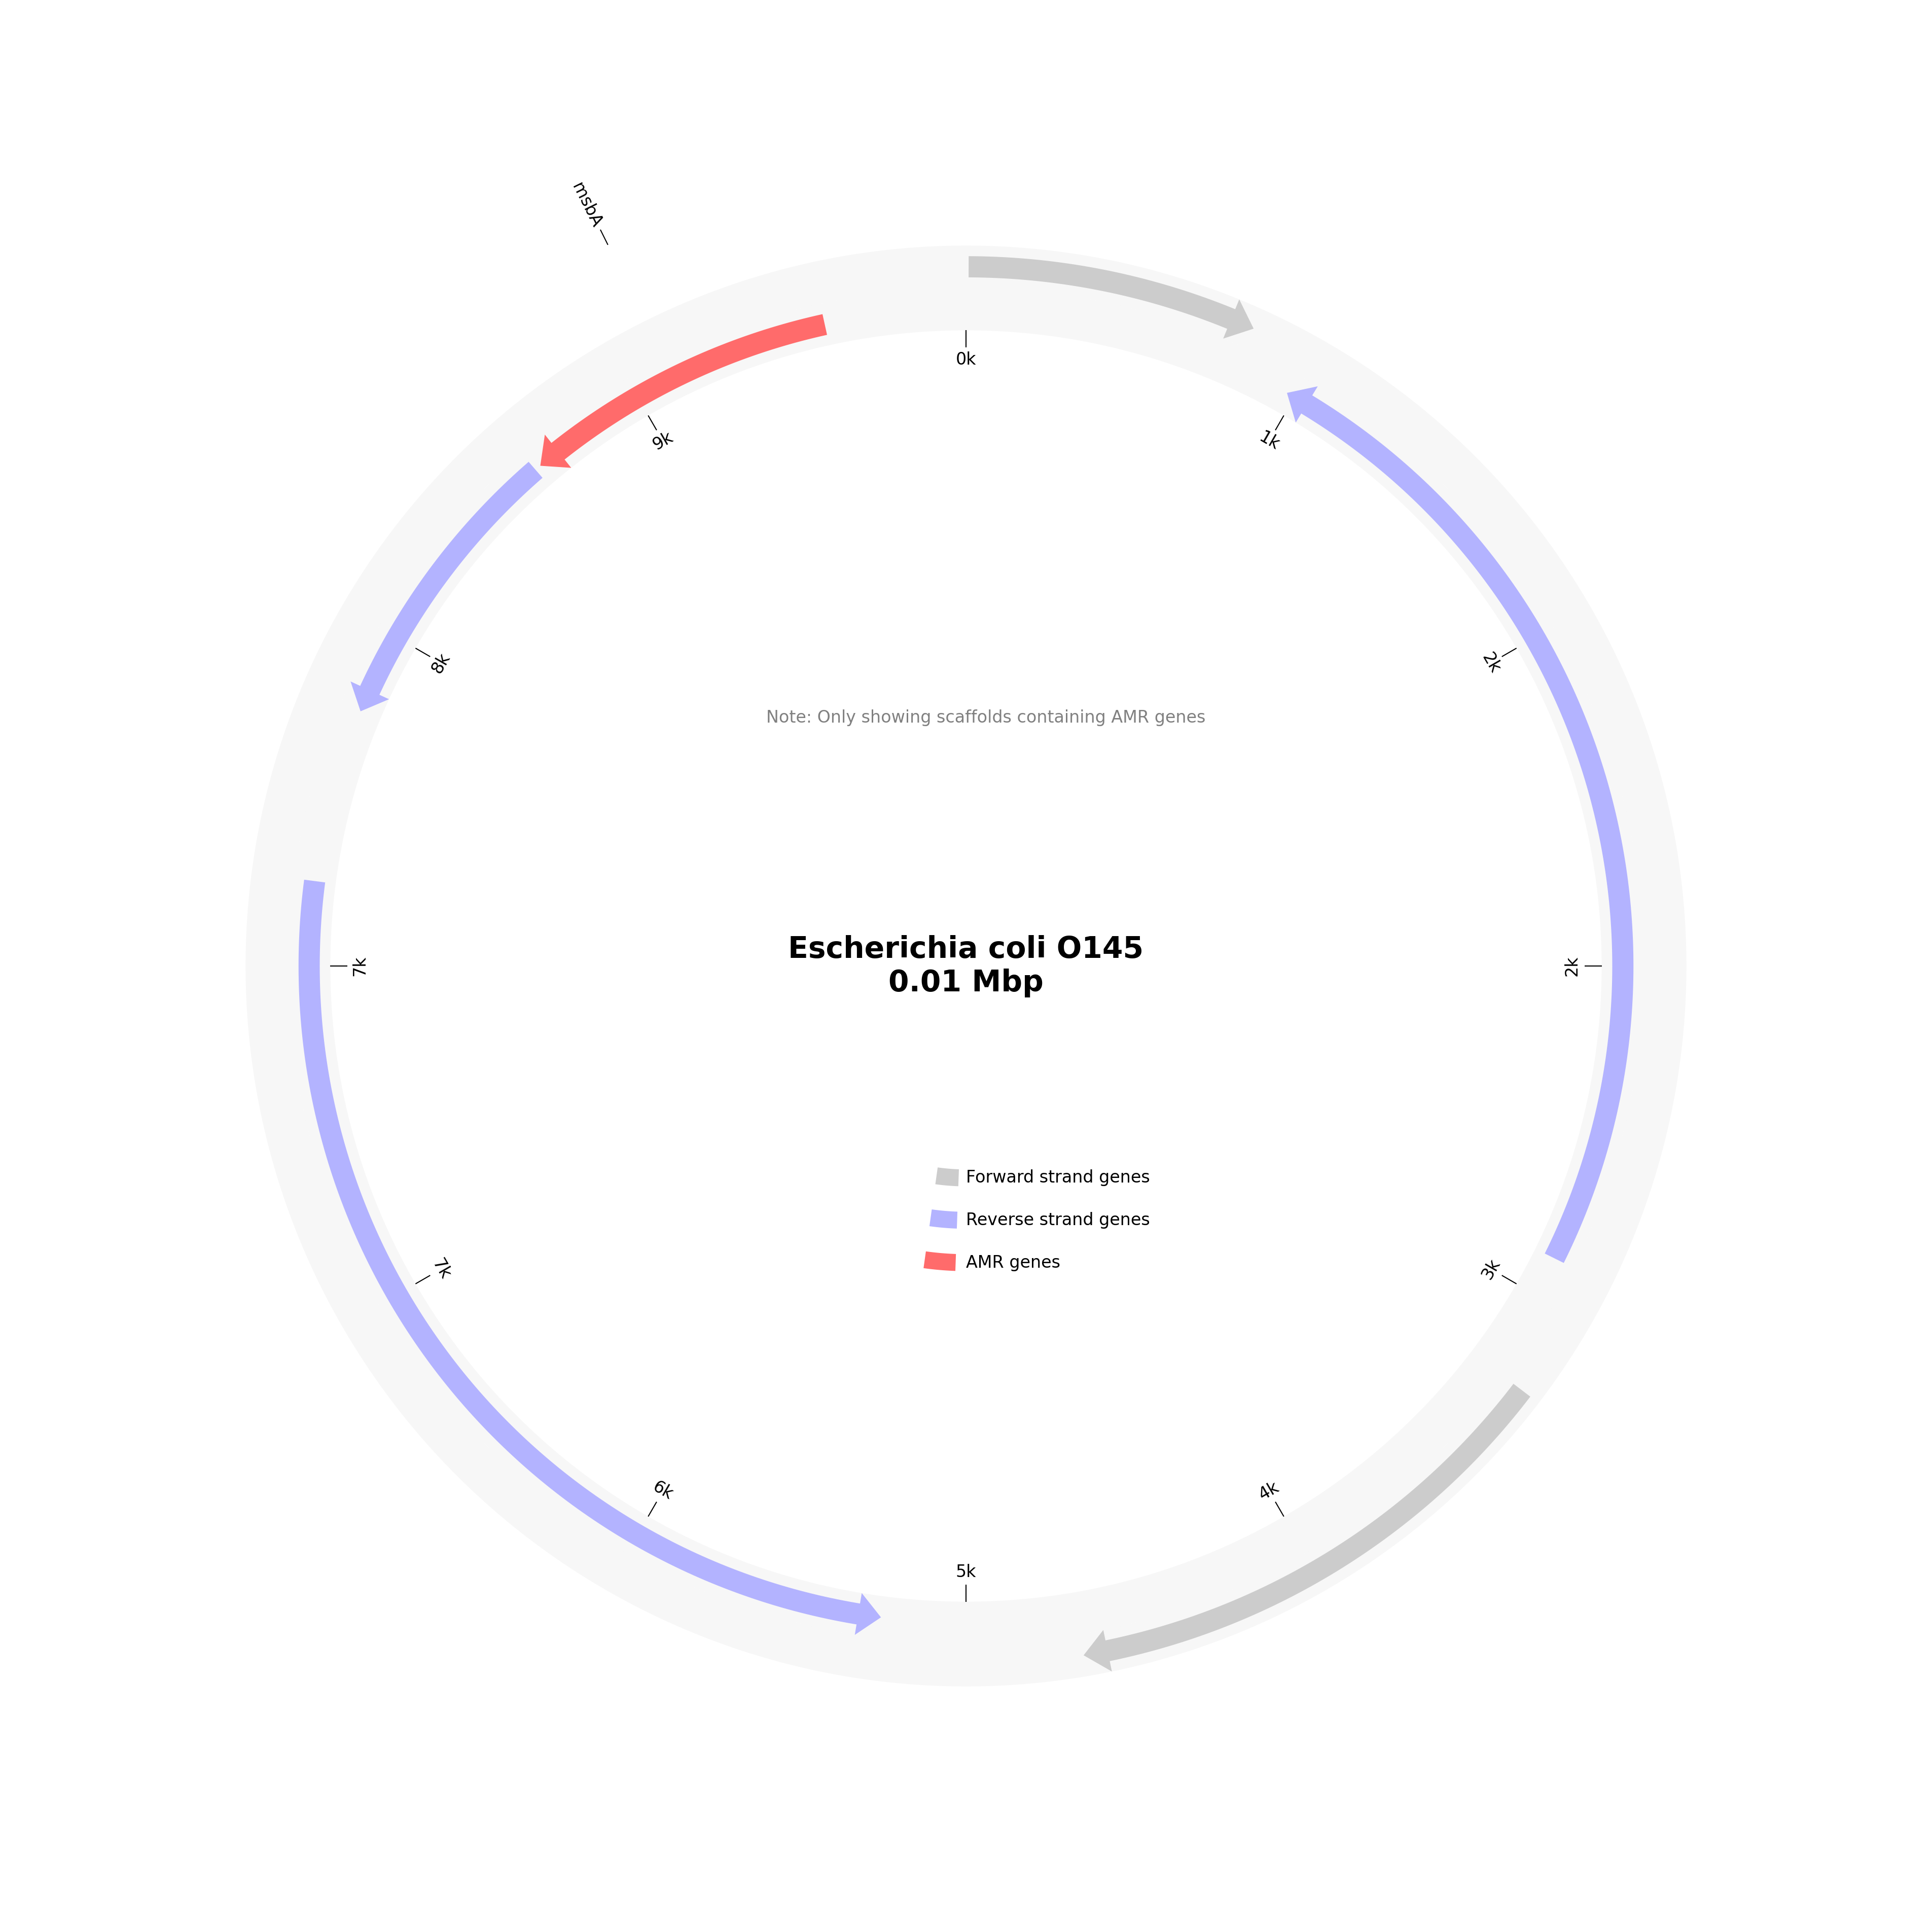 msbA
0k
1k
2k
2k
3k
4k
5k
6k
7k
7k
8k
9k
Note: Only showing scaffolds containing AMR genes
Escherichia coli O145
0.01 Mbp
Forward strand genes
Reverse strand genes
AMR genes